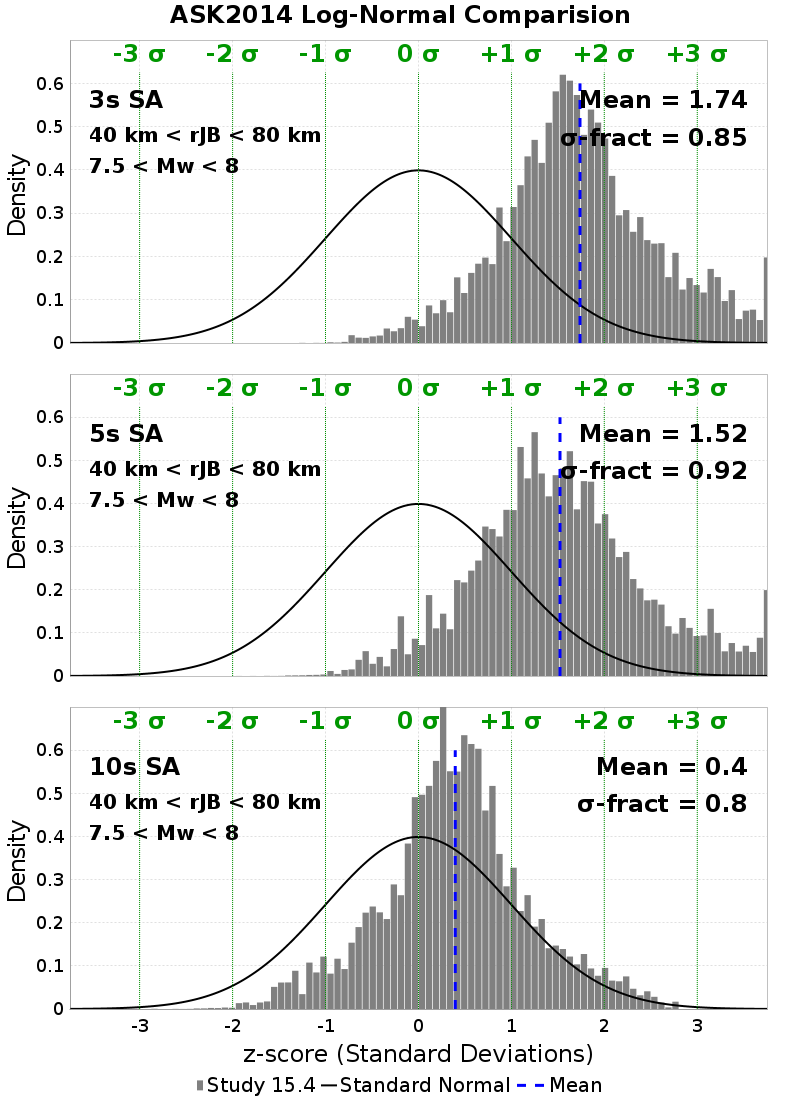 ASK2014 Log-Normal Comparision
-3 σ -2 σ -1 σ 0 σ +1 σ +2 σ +3 σ
0.6
3s SA Mean = 1.74
0.5
40 km < rJB < 80 km σ-fract = 0.85
7.5 < Mw < 8
0.4
0.3
0.2
0.1
0
Density
-3 σ -2 σ -1 σ 0 σ +1 σ +2 σ +3 σ
0.6
5s SA Mean = 1.52
0.5
40 km < rJB < 80 km σ-fract = 0.92
7.5 < Mw < 8
0.4
0.3
0.2
0.1
0
Density
-3 σ -2 σ -1 σ 0 σ +1 σ +2 σ +3 σ
0.6
10s SA Mean = 0.4
0.5
40 km < rJB < 80 km σ-fract = 0.8
7.5 < Mw < 8
0.4
0.3
0.2
0.1
0
Density
-3 -2 -1 0 1 2 3
z-score (Standard Deviations)
Study 15.4 Standard Normal Mean